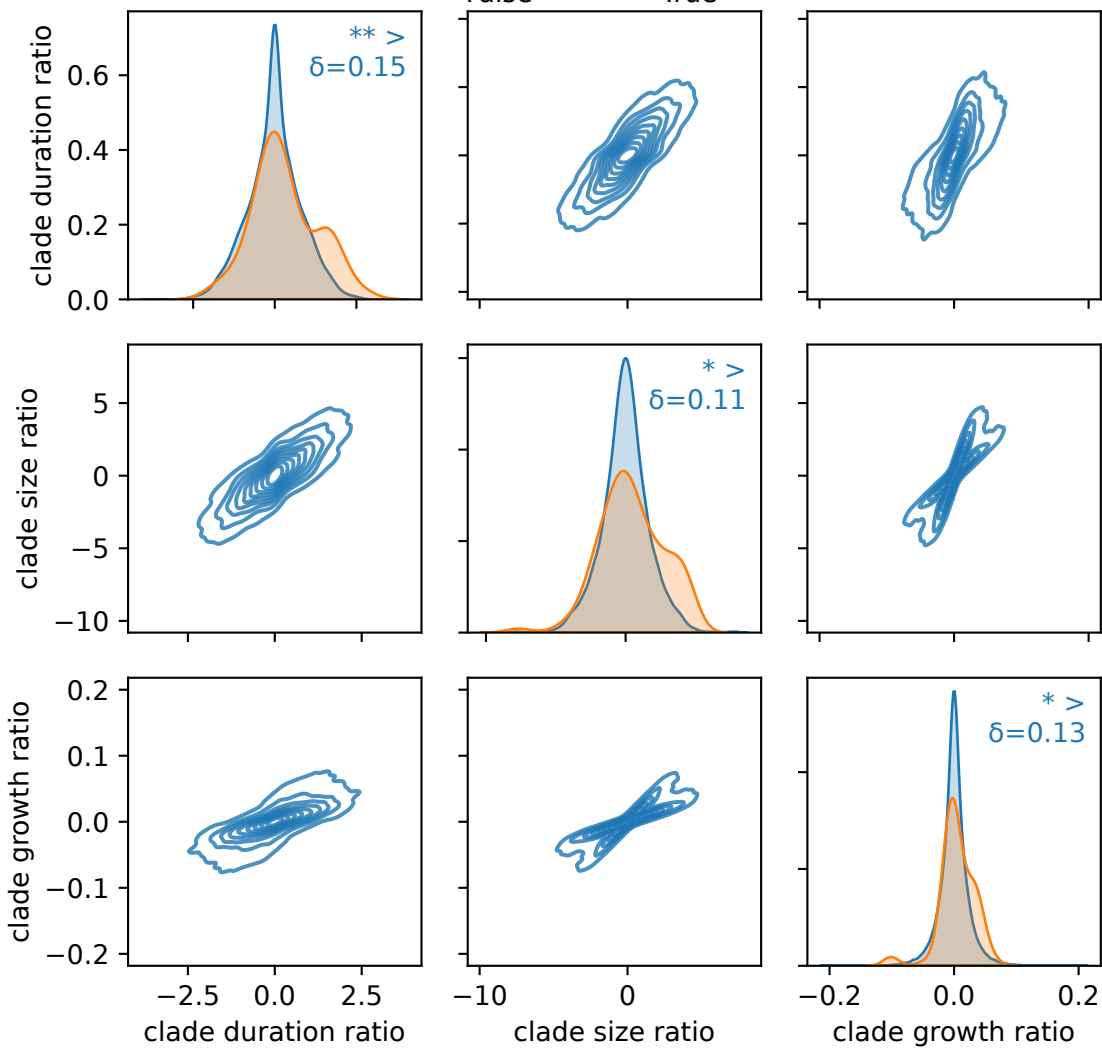 False True
clade duration ratio
0.6
0.4
0.2
0.0
** >
δ=0.15
clade size ratio
5
0
−5
−10
* >
δ=0.11
clade growth ratio
0.2
0.1
0.0
−0.1
−0.2
* >
δ=0.13
−2.5 0.0 2.5
−10 0
−0.2 0.0 0.2
clade duration ratio
clade size ratio
clade growth ratio